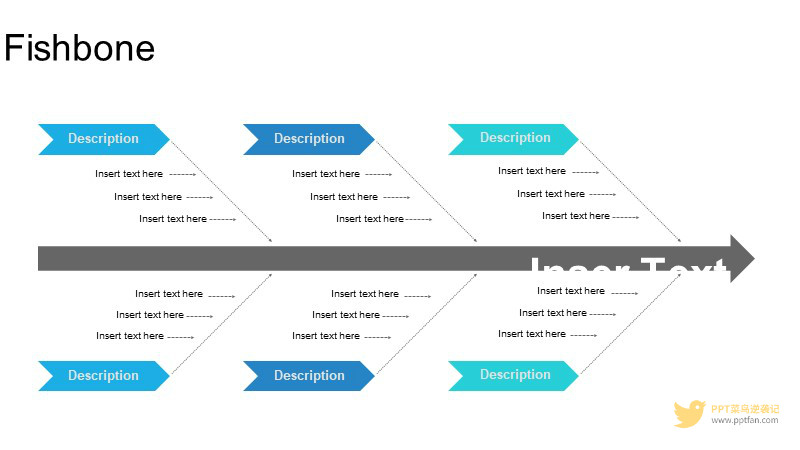 Fishbone
Description Description Description
Insert text here Insert text here Insert text here
Insert text here Insert text here Insert text here
Insert text here Insert text here Insert text here
Inser Text
Insert text here Insert text here Insert text here
Insert text here Insert text here Insert text here
Insert text here Insert text here Insert text here
Description Description Description
PPT菜鸟逆袭记
www.pptfan.com